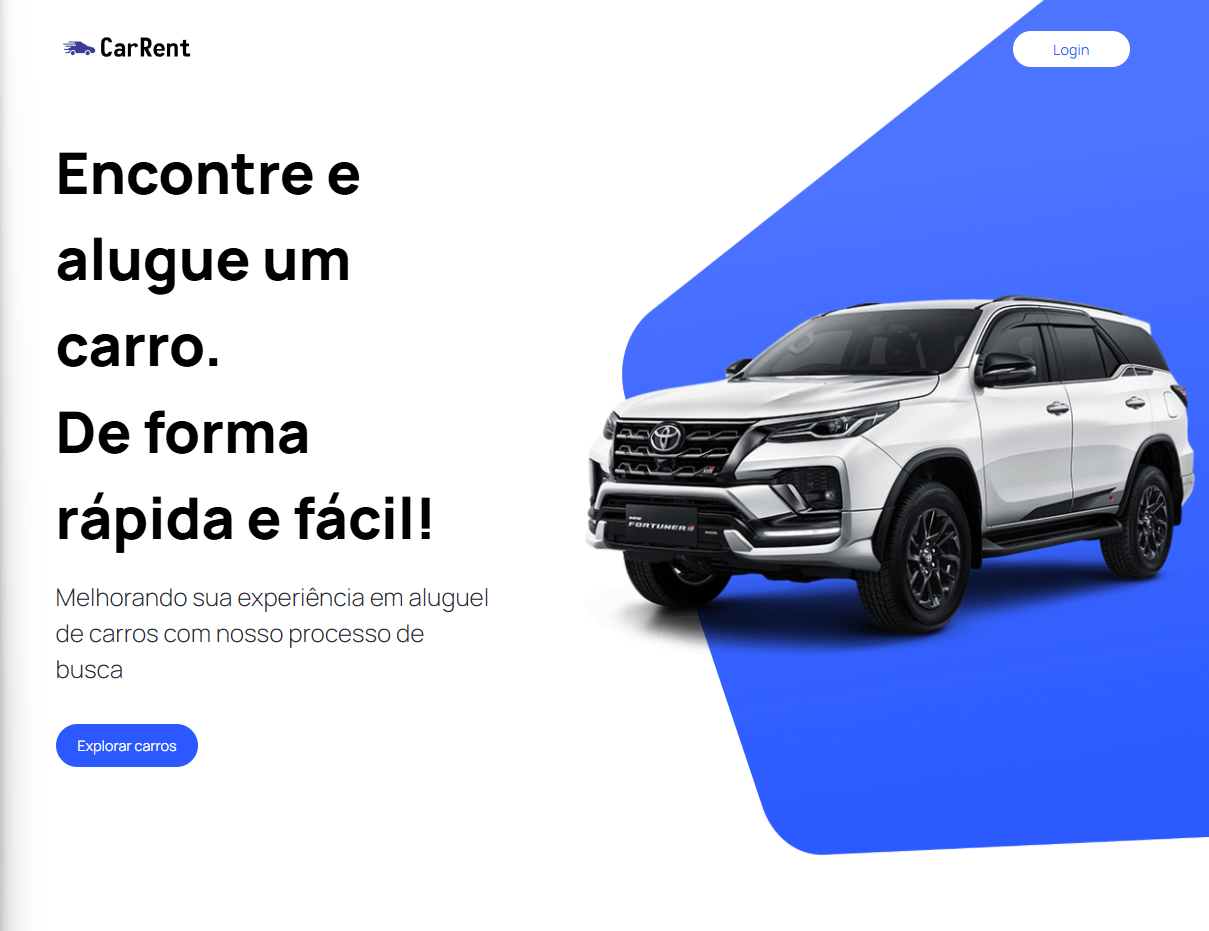 CarRent
Login
Encontre e
alugue um
carro.
De forma
rápida e fácil!
Melhorando sua experiência em aluguel
de carros com nosso processo de
busca
Explorar carros
NEW
FORTUNER